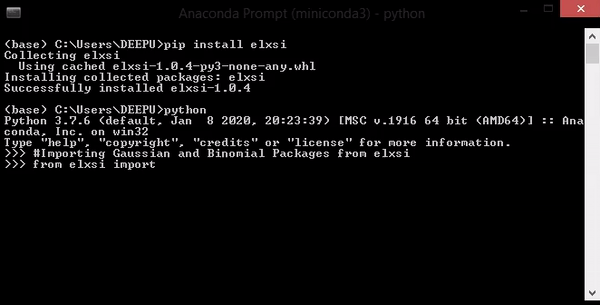 Anaconda Prompt (miniconda3) - python
(base) C:\Users\DEEPU>pip install elxsi
Collecting elxsi
  Using cached elxsi-1.0.4-py3-none-any.whl
Installing collected packages: elxsi
Successfully installed elxsi-1.0.4
(base) C:\Users\DEEPU>python
Python 3.7.6 (default, Jan  8 2020, 20:23:39) [MSC v.1916 64 bit (AMD64)] :: Ana
conda, Inc. on win32
Type "help", "copyright", "credits" or "license" for more information.
>>> #Importing Gaussian and Binomial Packages from elxsi
>>> from elxsi import